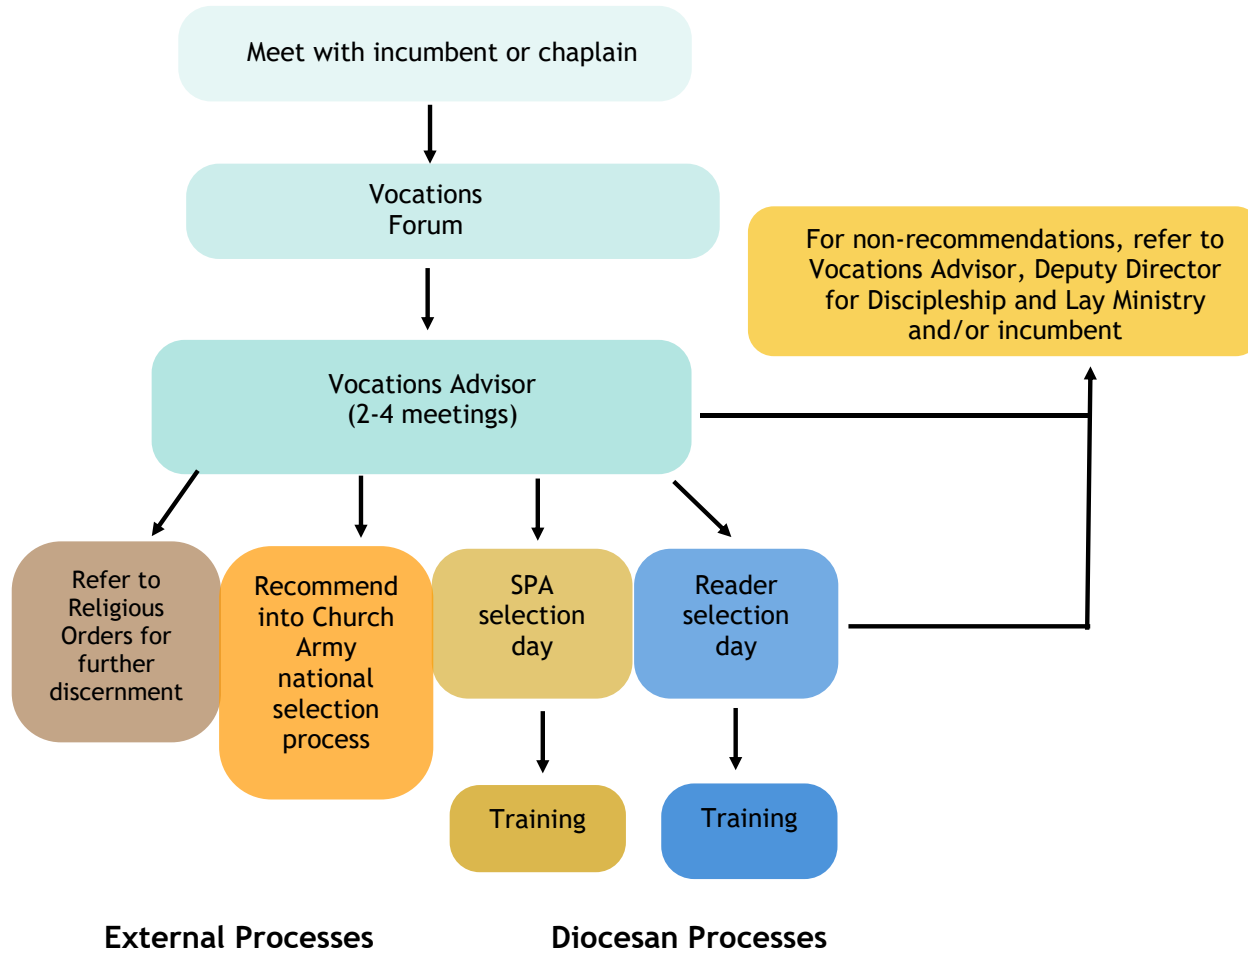 Meet with incumbent or chaplain
Vocations
Forum
For non-recommendations, refer to
Vocations Advisor, Deputy Director
for Discipleship and Lay Ministry
and/or incumbent
Vocations Advisor
(2-4 meetings)
Refer to
Religious
Orders for
further
discernment
Recommend
into Church
Army
national
selection
process
SPA
selection
day
Reader
selection
day
Training
Training
External Processes
Diocesan Processes